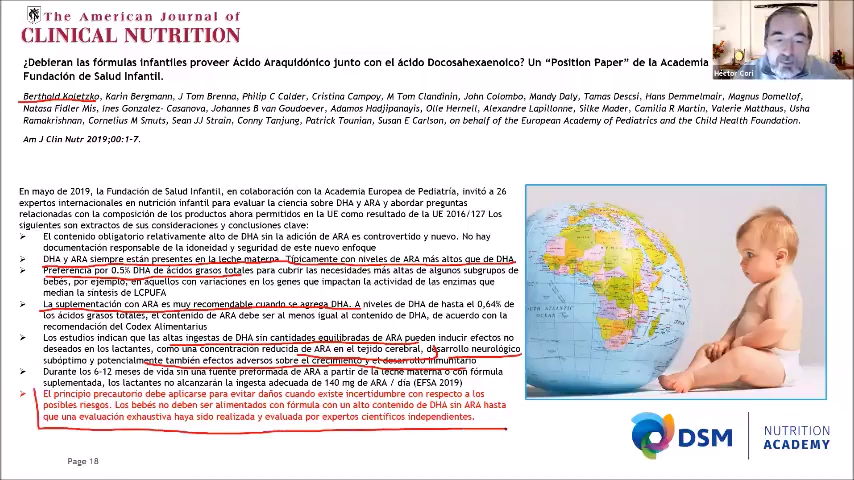 The American Journal of
CLINICAL NUTRITION
¿Debieran las fórmulas infantiles proveer Ácido Araquidónico junto con el ácido Docosahexaenoico? Un “Position Paper” de la Academia
Fundación de Salud Infantil.
Héctor Cori
Berthold Koletzko, Karin Bergmann, J Tom Brenna, Philip C Calder, Cristina Campoy, M Tom Clandinin, John Colombo, Mandy Daly, Tamas Descsi, Hans Demmelmair, Magnus Domellof,
Natasa Fidler Mis, Ines Gonzalez- Casanova, Johannes B van Goudoever, Adamos Hadjipanayis, Olle Hernell, Alexandre Lapillonne, Silke Mader, Camilia R Martin, Valerie Matthaus, Usha
Ramakrishnan, Cornelius M Smuts, Sean JJ Strain, Conny Tanjung, Patrick Tounian, Susan E Carlson, on behalf of the European Academy of Pediatrics and the Child Health Foundation.
Am J Clin Nutr 2019;00:1-7.
En mayo de 2019, la Fundación de Salud Infantil, en colaboración con la Academia Europea de Pediatría, invitó a 26
expertos internacionales en nutrición infantil para evaluar la ciencia sobre DHA y ARA y abordar preguntas
relacionadas con la composición de los productos ahora permitidos en la UE como resultado de la UE 2016/127 Los
siguientes son extractos de sus consideraciones y conclusiones clave:
El contenido obligatorio relativamente alto de DHA sin la adición de ARA es controvertido y nuevo. No hay
documentación responsable de la idoneidad y seguridad de este nuevo enfoque
DHA y ARA siempre están presentes en la leche materna. Típicamente con niveles de ARA más altos que de DHA.
Preferencia por 0.5% DHA de ácidos grasos totales para cubrir las necesidades más altas de algunos subgrupos de
bebés, por ejemplo, en aquellos con variaciones en los genes que impactan la actividad de las enzimas que
median la síntesis de LCPUFA
La suplementación con ARA es muy recomendable cuando se agrega DHA. A niveles de DHA de hasta el 0,64% de
los ácidos grasos totales, el contenido de ARA debe ser al menos igual al contenido de DHA, de acuerdo con la
recomendación del Codex Alimentarius
Los estudios indican que las altas ingestas de DHA sin cantidades equilibradas de ARA pueden inducir efectos no
deseados en los lactantes, como una concentración reducida de ARA en el tejido cerebral, desarrollo neurológico
subóptimo y potencialmente también efectos adversos sobre el crecimiento y el desarrollo inmunitario
Durante los 6-12 meses de vida sin una fuente preformada de ARA a partir de la leche materna o con fórmula
suplementada, los lactantes no alcanzarán la ingesta adecuada de 140 mg de ARA / día (EFSA 2019)
El principio precautorio debe aplicarse para evitar daños cuando existe incertidumbre con respecto a los
posibles riesgos. Los bebés no deben ser alimentados con fórmula con un alto contenido de DHA sin ARA hasta
que una evaluación exhaustiva haya sido realizada y evaluada por expertos científicos independientes.
DSM
NUTRITION
ACADEMY
Page 18